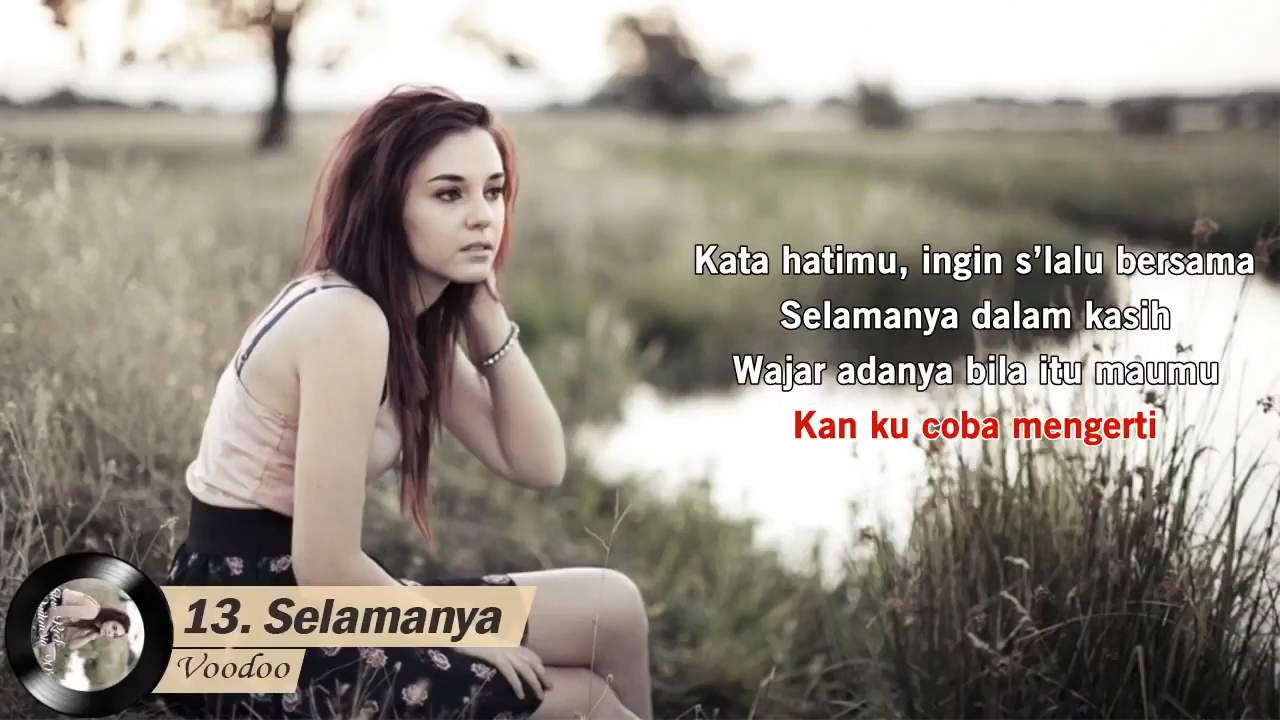 Kata hatimu, ingin s’lalu bersama
Selamanya dalam kasih
Wajar adanya bila itu maumu
Kan ku coba mengerti
13. Selamanya
Voodoo